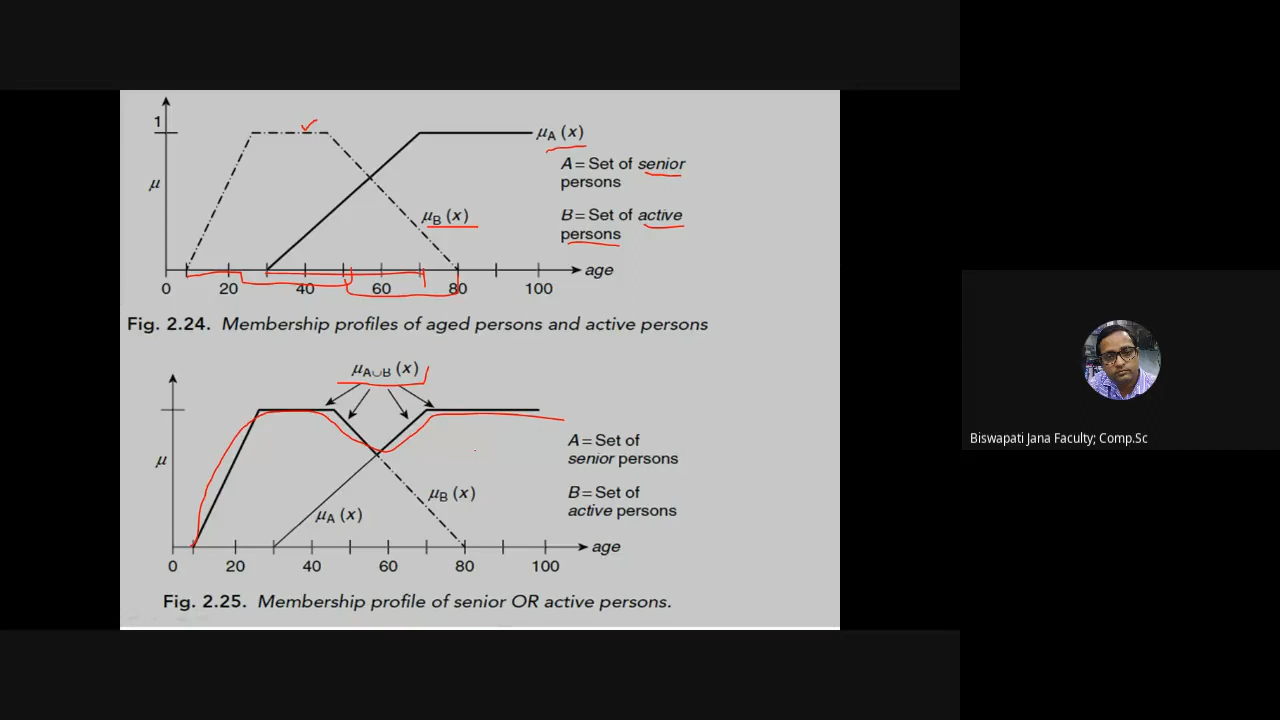 1
μA (x)
A = Set of senior
persons
μ
μB (x)
B = Set of active
persons
age
0 20 40 60 80 100
Fig. 2.24. Membership profiles of aged persons and active persons
μA∪B (x)
A = Set of
senior persons
μ
μB (x)
B = Set of
active persons
μA (x)
age
0 20 40 60 80 100
Fig. 2.25. Membership profile of senior OR active persons.
Biswapati Jana Faculty; Comp.Sc